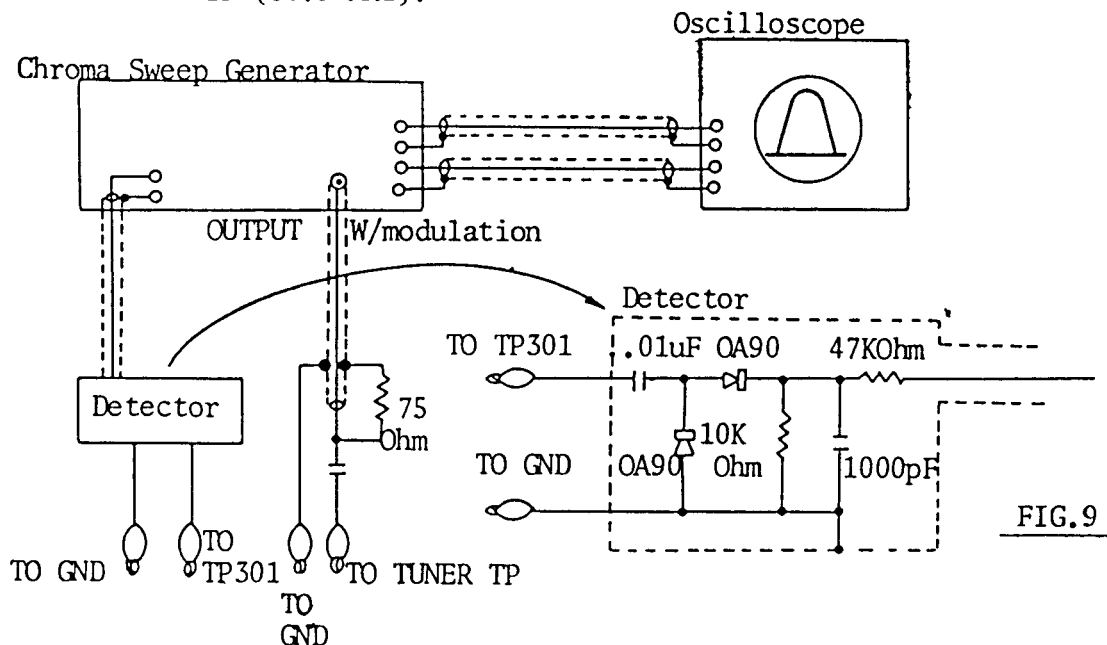 Oscilloscope
Chroma Sweep Generator
OUTPUT W/modulation
Detector
TO TP301 .01uF OA90 47KOhm
Detector
75
Ohm
10K
TO GND OA90 Ohm 1000pF
FIG.9
TO GND
TO
TP301
TO TUNER TP
TO
GND